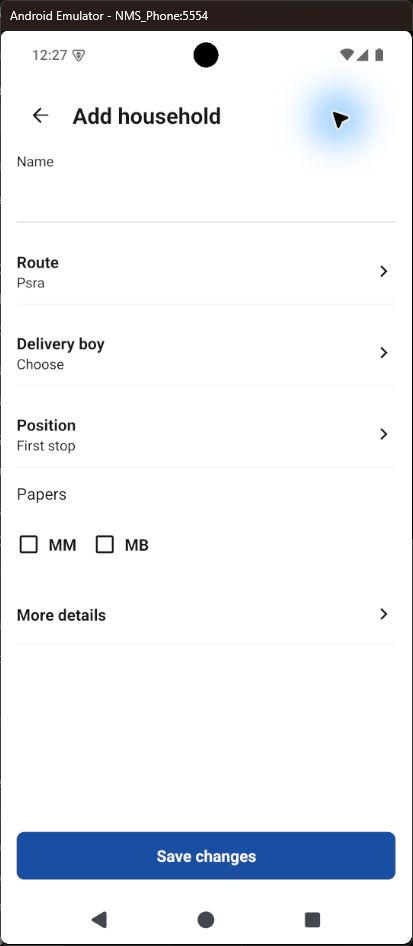 Android Emulator - NMS_Phone:5554
12:27
Add household
Name
Route
Psra
Delivery boy
Choose
Position
First stop
Papers
MM MB
More details
Save changes